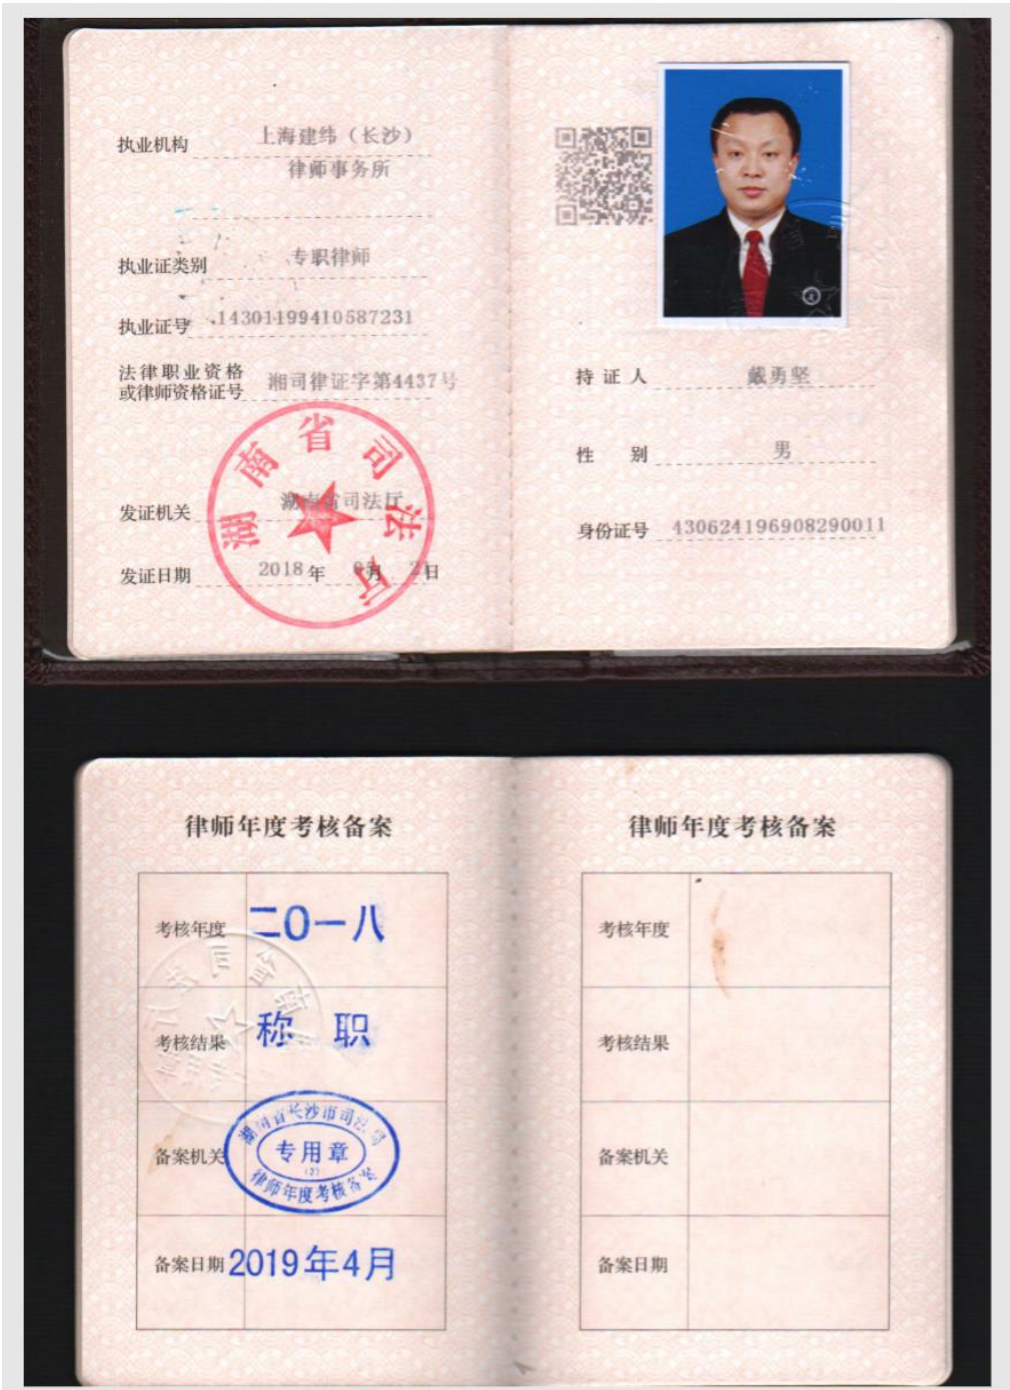 执业机构 上海建纬（长沙）
律师事务所
执业证类别 专职律师
执业证号 14301199410587231
法律职业资格
或律师资格证号 湘司律证字第4437号
湖南省司法厅
发证机关 湖南省司法厅
发证日期 2018年 月 日
持证人 戴勇坚
性别 男
身份证号 430624196908290011
律师年度考核备案
考核年度 二〇一八
考核结果 称职
备案机关
湖南省长沙市司法局
专用章
(2)
律师年度考核备案
备案日期 2019年4月
律师年度考核备案
考核年度
考核结果
备案机关
备案日期